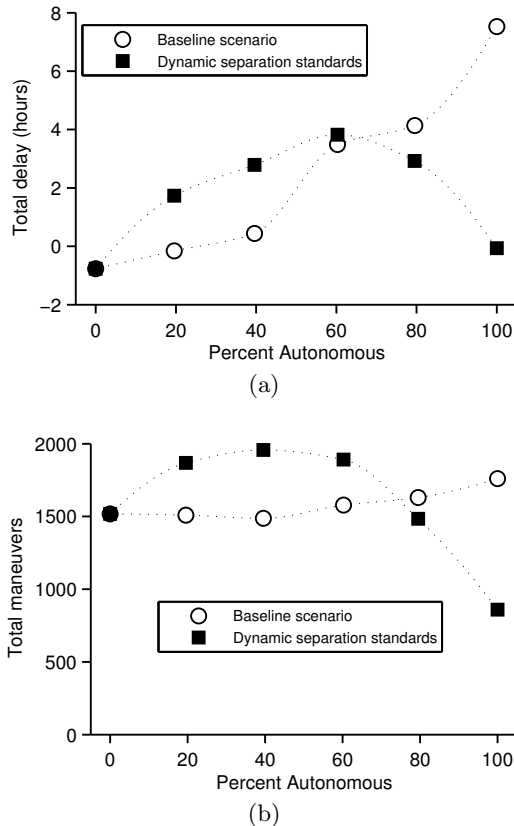 8
6
4
2
0
−2
Total delay (hours)
Baseline scenario
Dynamic separation standards
0 20 40 60 80 100
Percent Autonomous
(a)
2000
1500
1000
500
0
Total maneuvers
Baseline scenario
Dynamic separation standards
0 20 40 60 80 100
Percent Autonomous
(b)